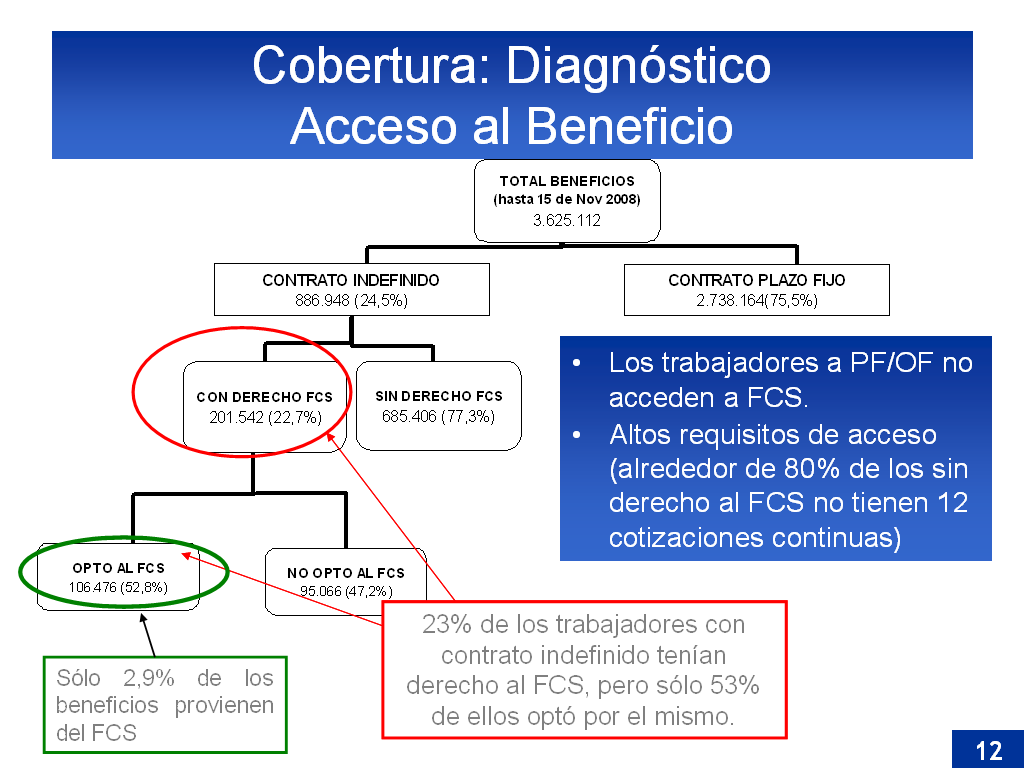 Cobertura: Diagnóstico
Acceso al Beneficio
TOTAL BENEFICIOS
(hasta 15 de Nov 2008)
3.625.112
CONTRATO INDEFINIDO
886.948 (24,5%)
CONTRATO PLAZO FIJO
2.738.164(75,5%)
CON DERECHO FCS
201.542 (22,7%)
SIN DERECHO FCS
685.406 (77,3%)
• Los trabajadores a PF/OF no
acceden a FCS.
• Altos requisitos de acceso
(alrededor de 80% de los sin
derecho al FCS no tienen 12
cotizaciones continuas)
OPTO AL FCS
106.476 (52,8%)
NO OPTO AL FCS
95.066 (47,2%)
23% de los trabajadores con
contrato indefinido tenían
derecho al FCS, pero sólo 53%
de ellos optó por el mismo.
Sólo 2,9% de los
beneficios provienen
del FCS
12